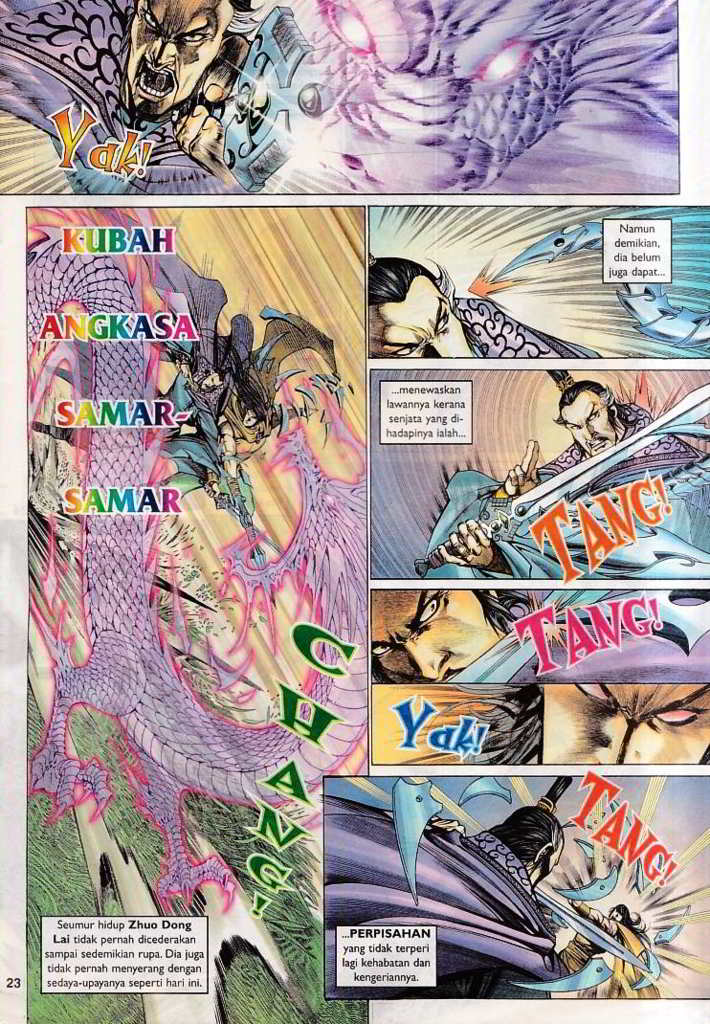 Yak!
KUBAH
ANGKASA
SAMAR-
SAMAR
CHANG!
Seumur hidup Zhuo Dong
Lai tidak pernah dicederakan
sampai sedemikian rupa. Dia juga
tidak pernah menyerang dengan
sedaya-upayanya seperti hari ini.
Namun
demikian,
dia belum
juga dapat...
...menewaskan
lawannya kerana
senjata yang di-
hadapinya ialah...
TANG!
TANG!
Yak!
TANG!
...PERPISAHAN
yang tidak terperi
lagi kehabatan dan
kengeriannya.
23